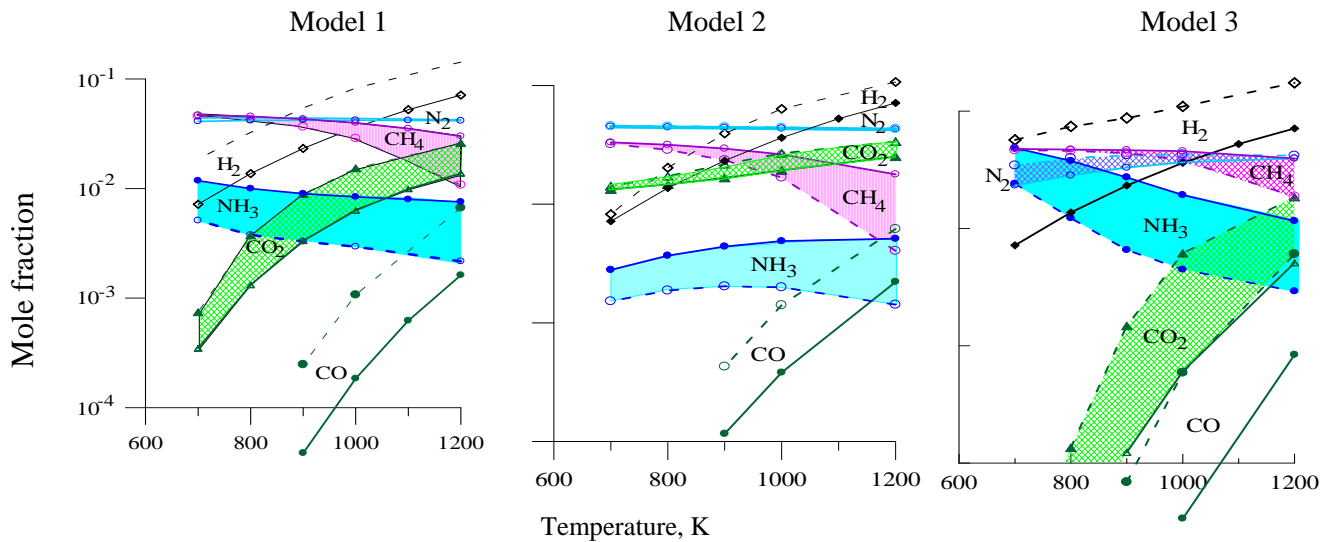 Model 1
Model 2
Model 3
Mole fraction
10-1
10-2
10-3
10-4
N2
CH4
H2
NH3
CO2
CO
600 800 1000 1200
H2
N2
CO2
CH4
NH3
CO
600 800 1000 1200
H2
N2
CH4
NH3
CO2
CO
600 800 1000 1200
Temperature, K